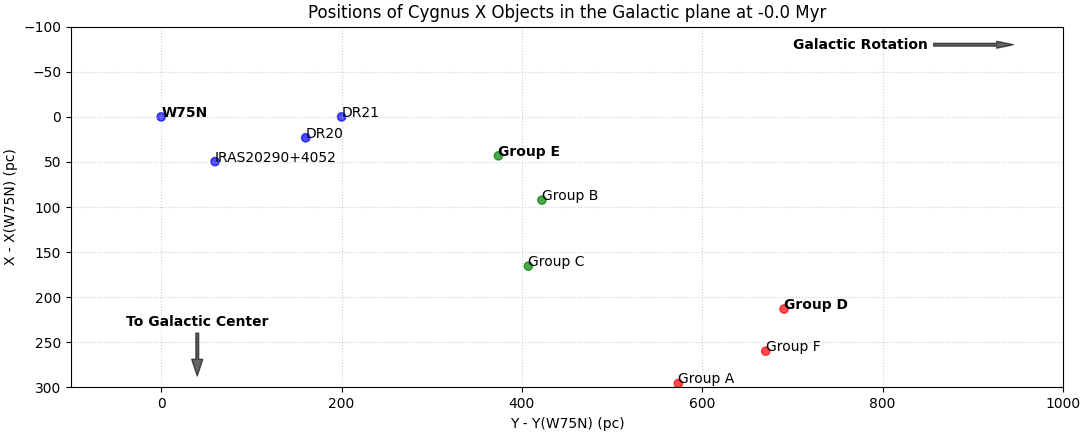 Positions of Cygnus X Objects in the Galactic plane at -0.0 Myr
−100
Galactic Rotation
−50
0
W75N
DR21
DR20
50
IRAS20290+4052
Group E
100
Group B
150
Group C
200
Group D
To Galactic Center
250
Group F
300
Group A
0
200
400
600
800
1000
X - X(W75N) (pc)
Y - Y(W75N) (pc)